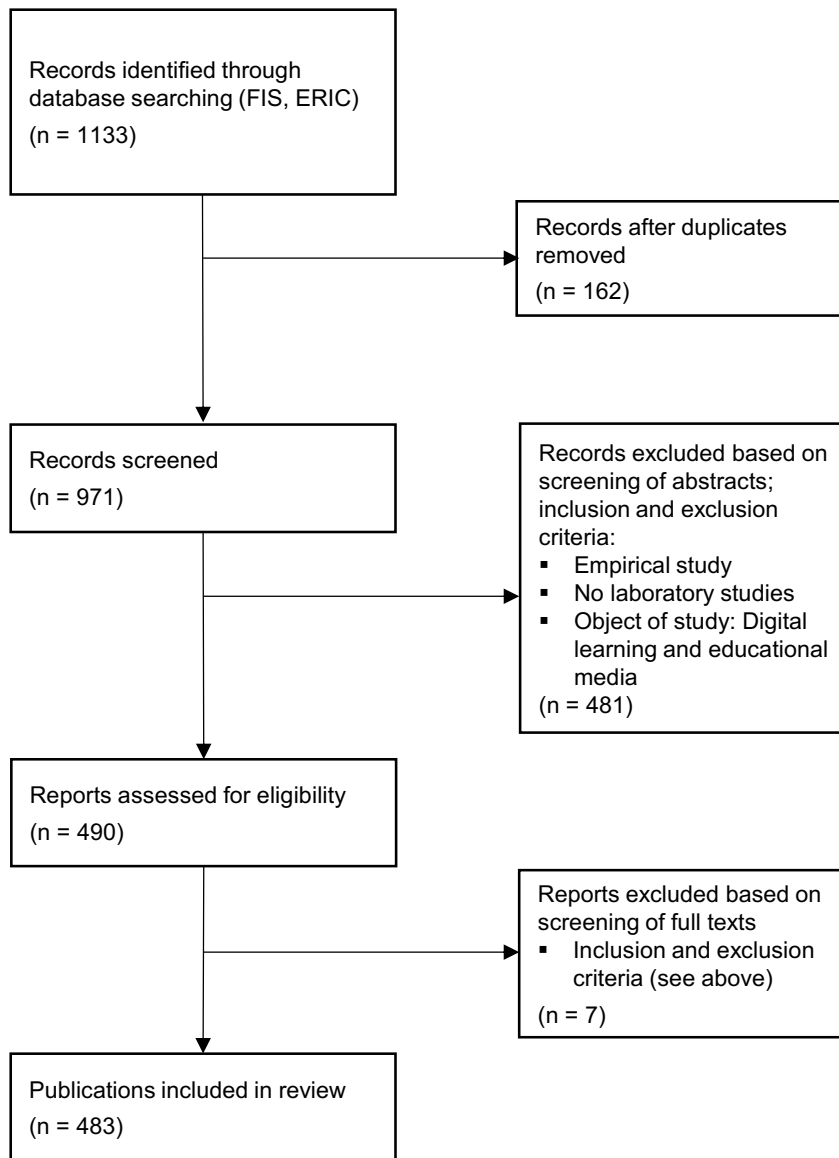 Records identified through
database searching (FIS, ERIC)
(n = 1133)
Records after duplicates
removed
(n = 162)
Records screened
(n = 971)
Records excluded based on
screening of abstracts;
inclusion and exclusion
criteria:
▪ Empirical study
▪ No laboratory studies
▪ Object of study: Digital
learning and educational
media
(n = 481)
Reports assessed for eligibility
(n = 490)
Reports excluded based on
screening of full texts
▪ Inclusion and exclusion
criteria (see above)
(n = 7)
Publications included in review
(n = 483)